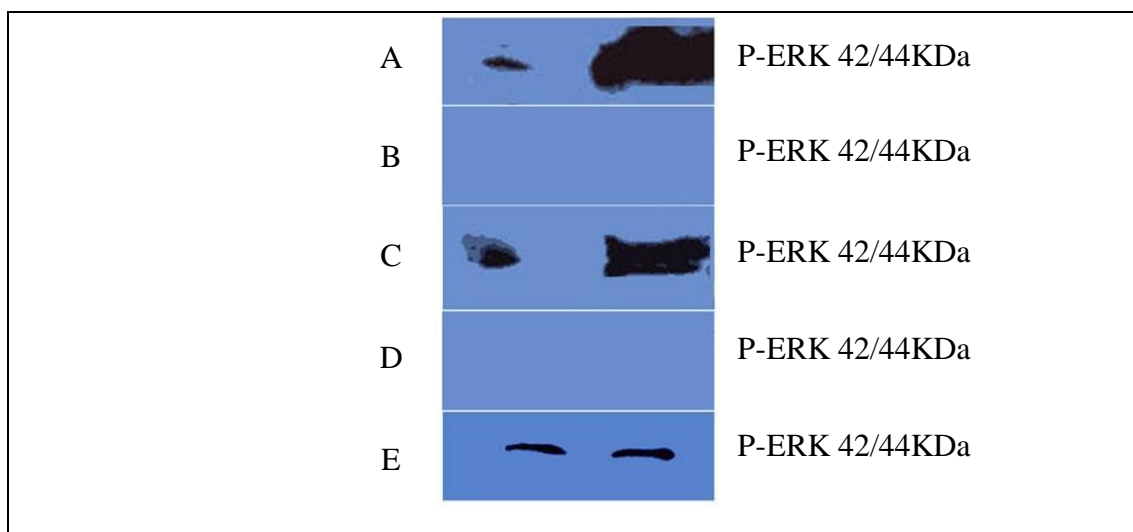 A P-ERK 42/44KDa
B P-ERK 42/44KDa
C P-ERK 42/44KDa
D P-ERK 42/44KDa
E P-ERK 42/44KDa